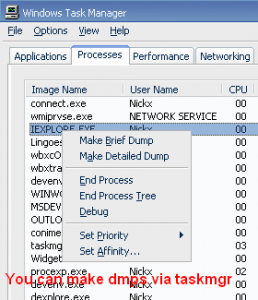 Windows Task Manager
File Options View Help
Applications Processes Performance Networking
Image Name User Name CPU
connect.exe Nickx 00
wmiprvse.exe NETWORK SERVICE 00
IEXPLORE.EXE Nickx 00
Lingoes 00
wbxcO 00
wbxtra 00
devenv 00
WINWO 00
MSDEV 00
OUTLO 00
conime 00
taskmg 03
Widget
procexp.exe Nickx 02
devenv.exe Nickx 00
dexplore.exe Nickx 00
Make Brief Dump
Make Detailed Dump
End Process
End Process Tree
Debug
Set Priority
Set Affinity...
You can make dmps via taskmgr